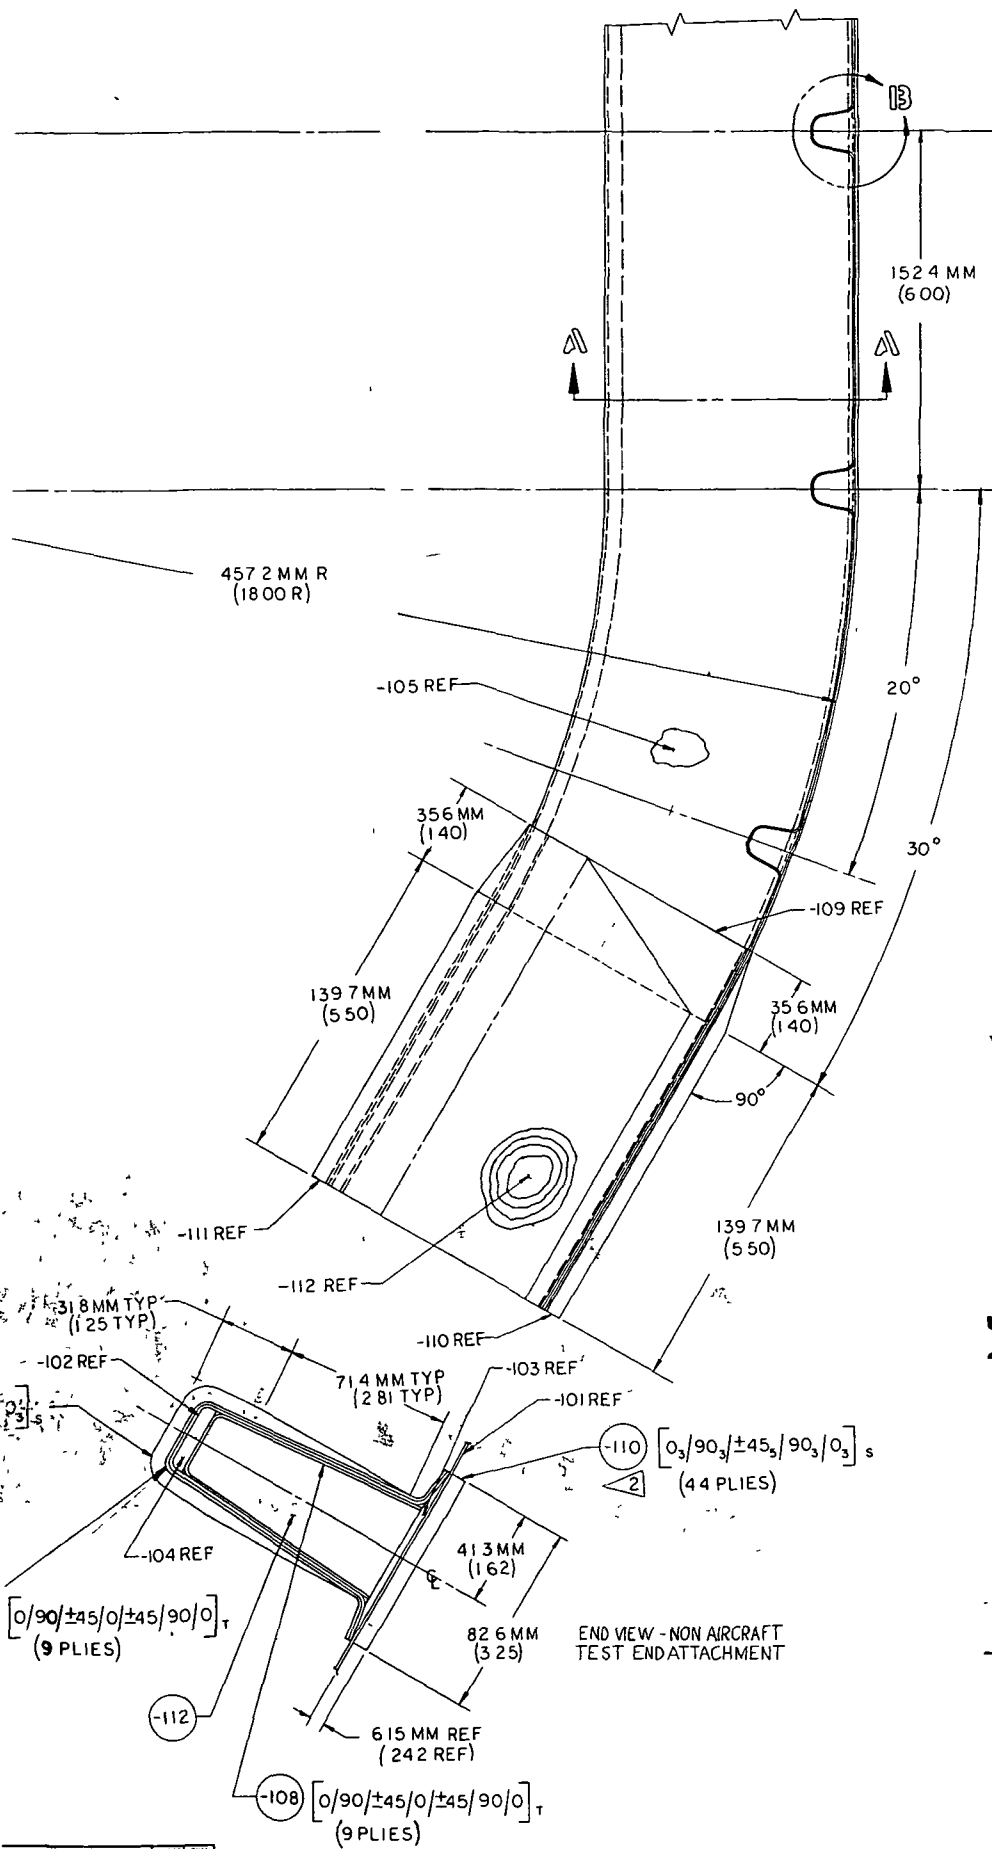 B
152 4 MM
(6 00)
A A
457 2 MM R
(18 00 R)
-105 REF
20°
35 6 MM
(1 40)
30°
-109 REF
139 7 MM
(5 50)
35 6 MM
(1 40)
90°
-111 REF
139 7 MM
(5 50)
-112 REF
31 8 MM TYP
(1 25 TYP)
-110 REF
-102 REF
71 4 MM TYP
(2 81 TYP)
-103 REF
-101 REF
0₃]s
-110 [0₃/90₃/±45₅/90₃/0₃]s
2 (44 PLIES)
-104 REF
41 3 MM
(1 62)
℄
[0/90/±45/0/±45/90/0]T
(9 PLIES)
82 6 MM
(3 25)
END VIEW - NON AIRCRAFT
TEST END ATTACHMENT
-112
6 15 MM REF
( 242 REF)
-108 [0/90/±45/0/±45/90/0]T
(9 PLIES)